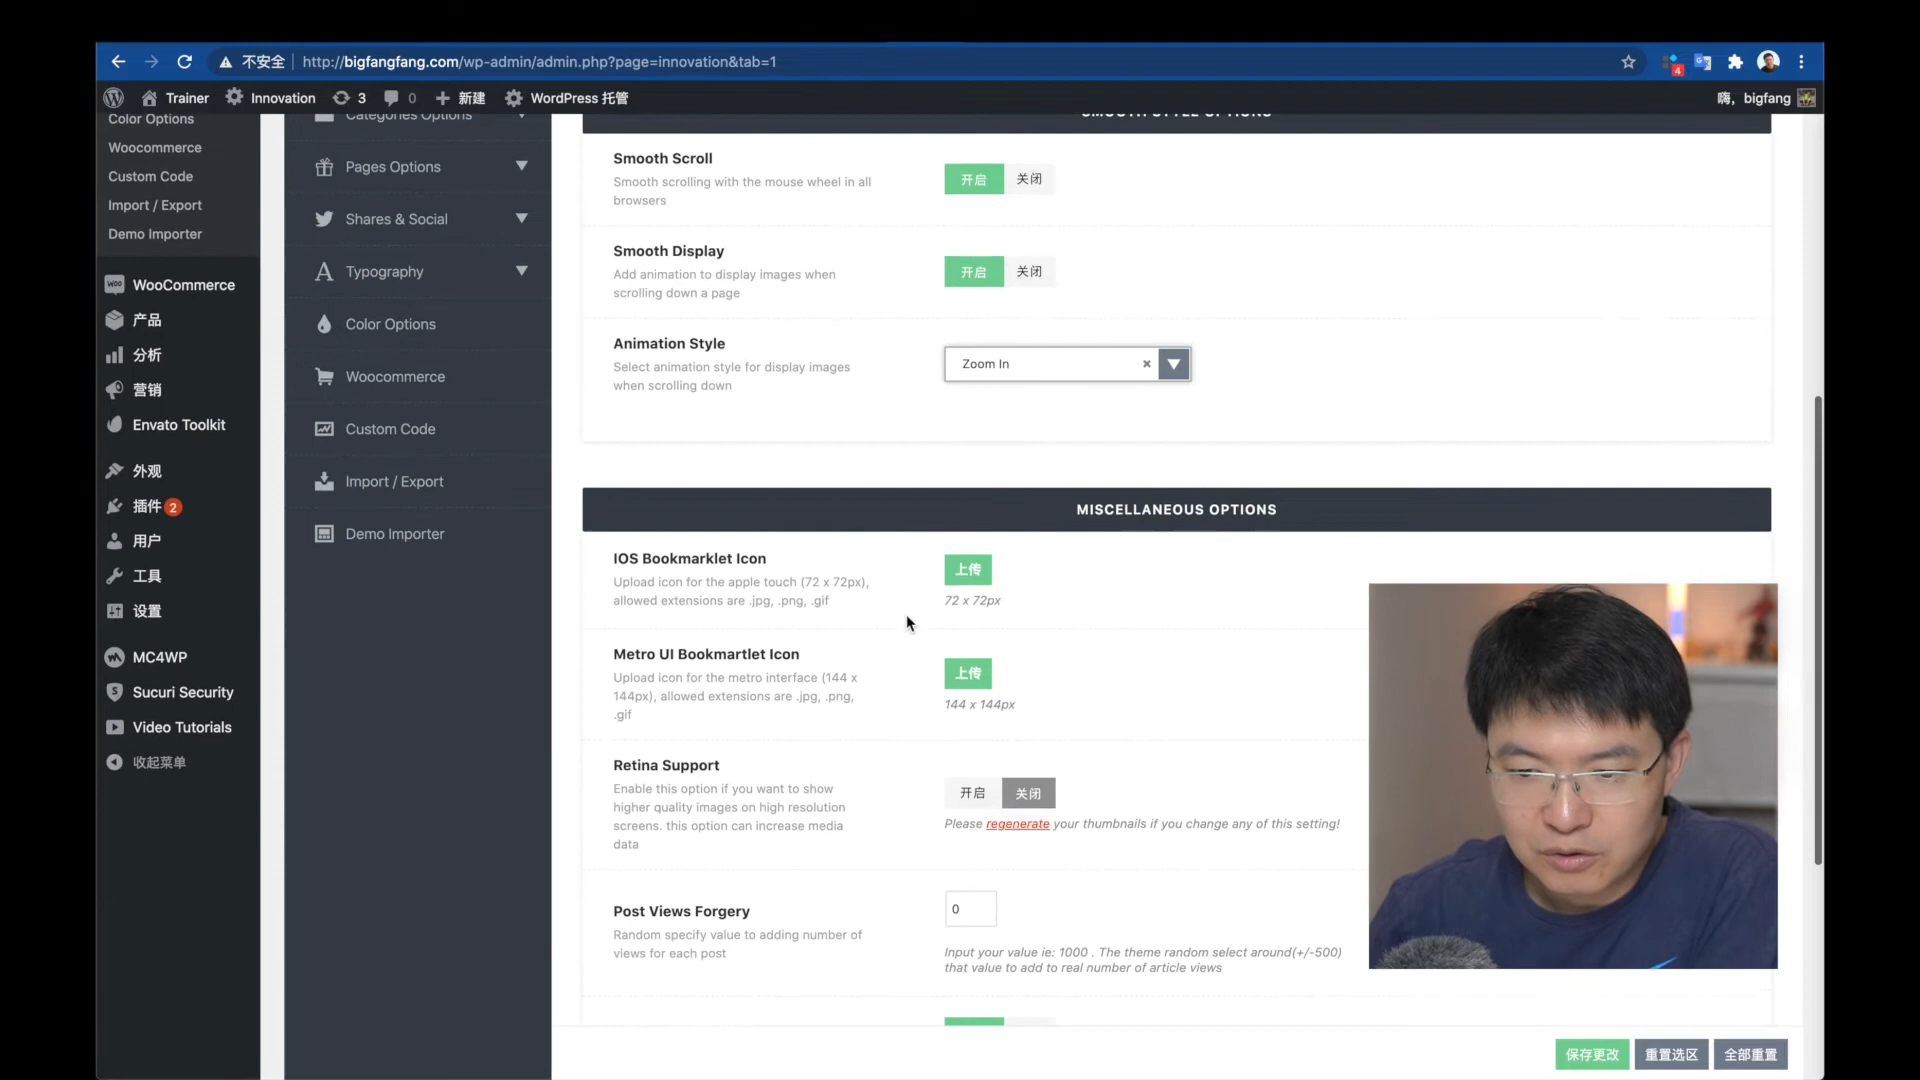 不安全 http://bigfangfang.com/wp-admin/admin.php?page=innovation&tab=1
4
Trainer
Innovation
3
0
新建
WordPress 托管
嗨，bigfang
Color Options
Woocommerce
Custom Code
Import / Export
Demo Importer
WooCommerce
产品
分析
营销
Envato Toolkit
外观
插件 2
用户
工具
设置
MC4WP
Sucuri Security
Video Tutorials
收起菜单
Categories Options
Pages Options
Shares & Social
Typography
Color Options
Woocommerce
Custom Code
Import / Export
Demo Importer
SMOOTH STYLE OPTIONS
Smooth Scroll
Smooth scrolling with the mouse wheel in all
browsers
开启 关闭
Smooth Display
Add animation to display images when
scrolling down a page
开启 关闭
Animation Style
Select animation style for display images
when scrolling down
Zoom In
MISCELLANEOUS OPTIONS
IOS Bookmarklet Icon
Upload icon for the apple touch (72 x 72px),
allowed extensions are .jpg, .png, .gif
上传
72 x 72px
Metro UI Bookmartlet Icon
Upload icon for the metro interface (144 x
144px), allowed extensions are .jpg, .png,
.gif
上传
144 x 144px
Retina Support
Enable this option if you want to show
higher quality images on high resolution
screens. this option can increase media
data
开启 关闭
Please regenerate your thumbnails if you change any of this setting!
Post Views Forgery
Random specify value to adding number of
views for each post
0
Input your value ie: 1000 . The theme random select around(+/-500)
that value to add to real number of article views
保存更改 重置选区 全部重置